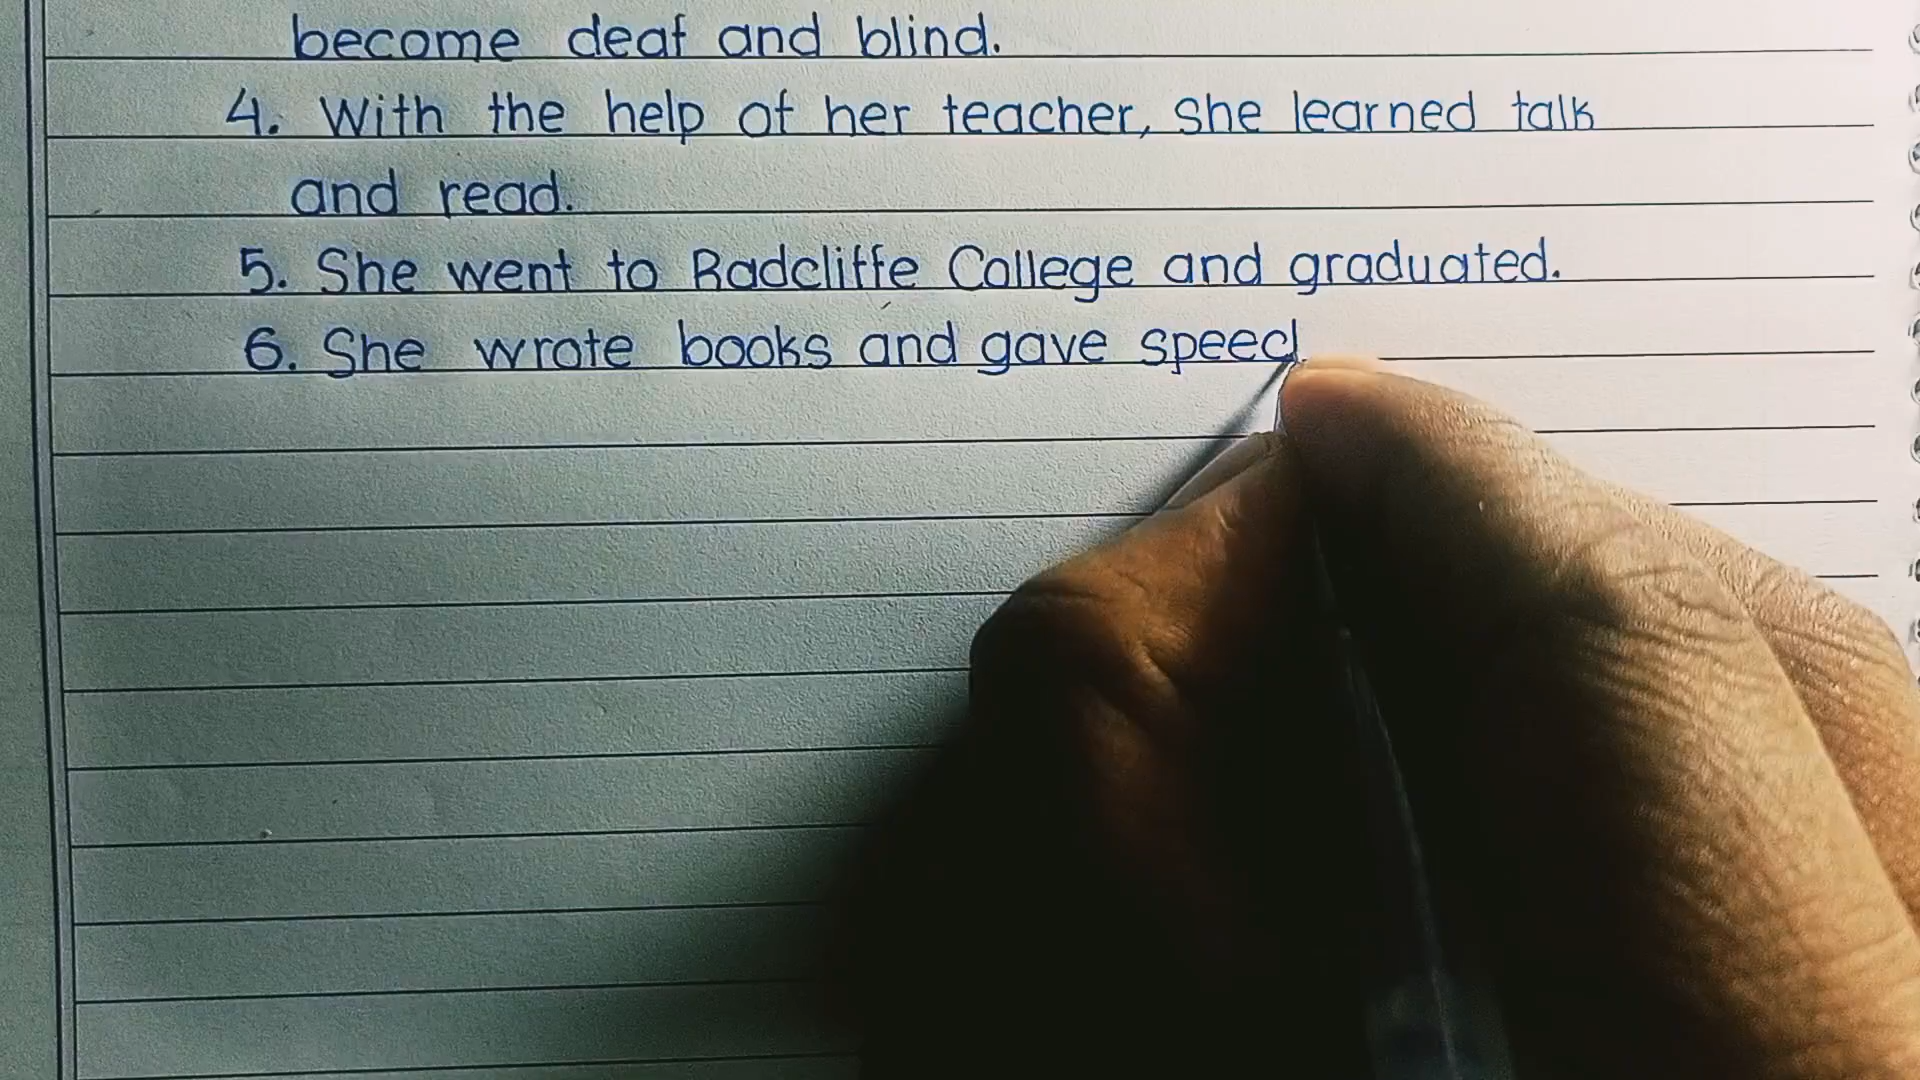 become deaf and blind.
4. With the help of her teacher, she learned talk
and read.
5. She went to Radcliffe College and graduated.
6. She wrote books and gave speec